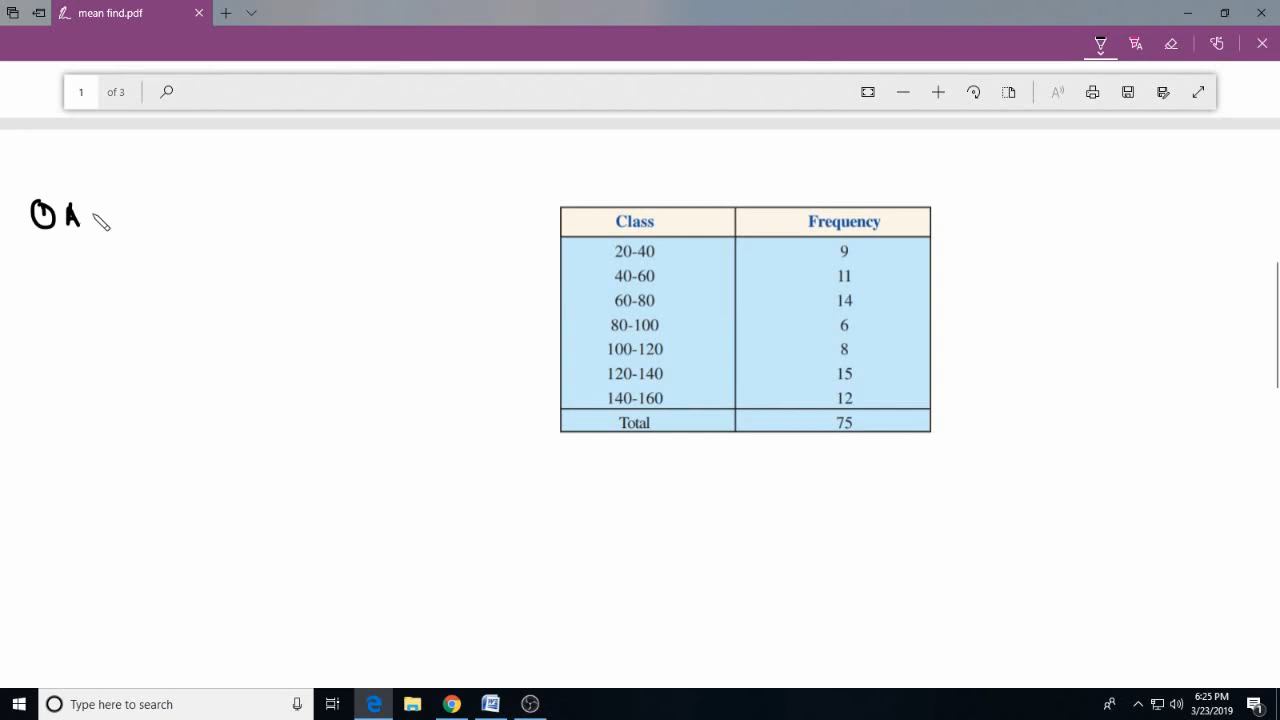 mean find.pdf
1 of 3
① A
Class Frequency
20-40 9
40-60 11
60-80 14
80-100 6
100-120 8
120-140 15
140-160 12
Total 75
Type here to search
6:25 PM
3/23/2019